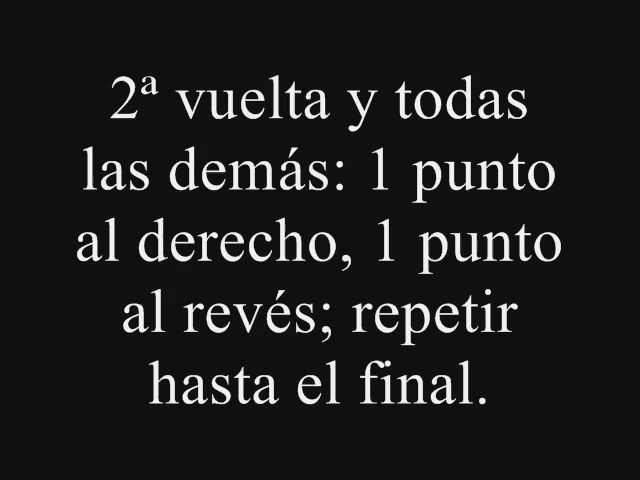 2ª vuelta y todas
las demás: 1 punto
al derecho, 1 punto
al revés; repetir
hasta el final.